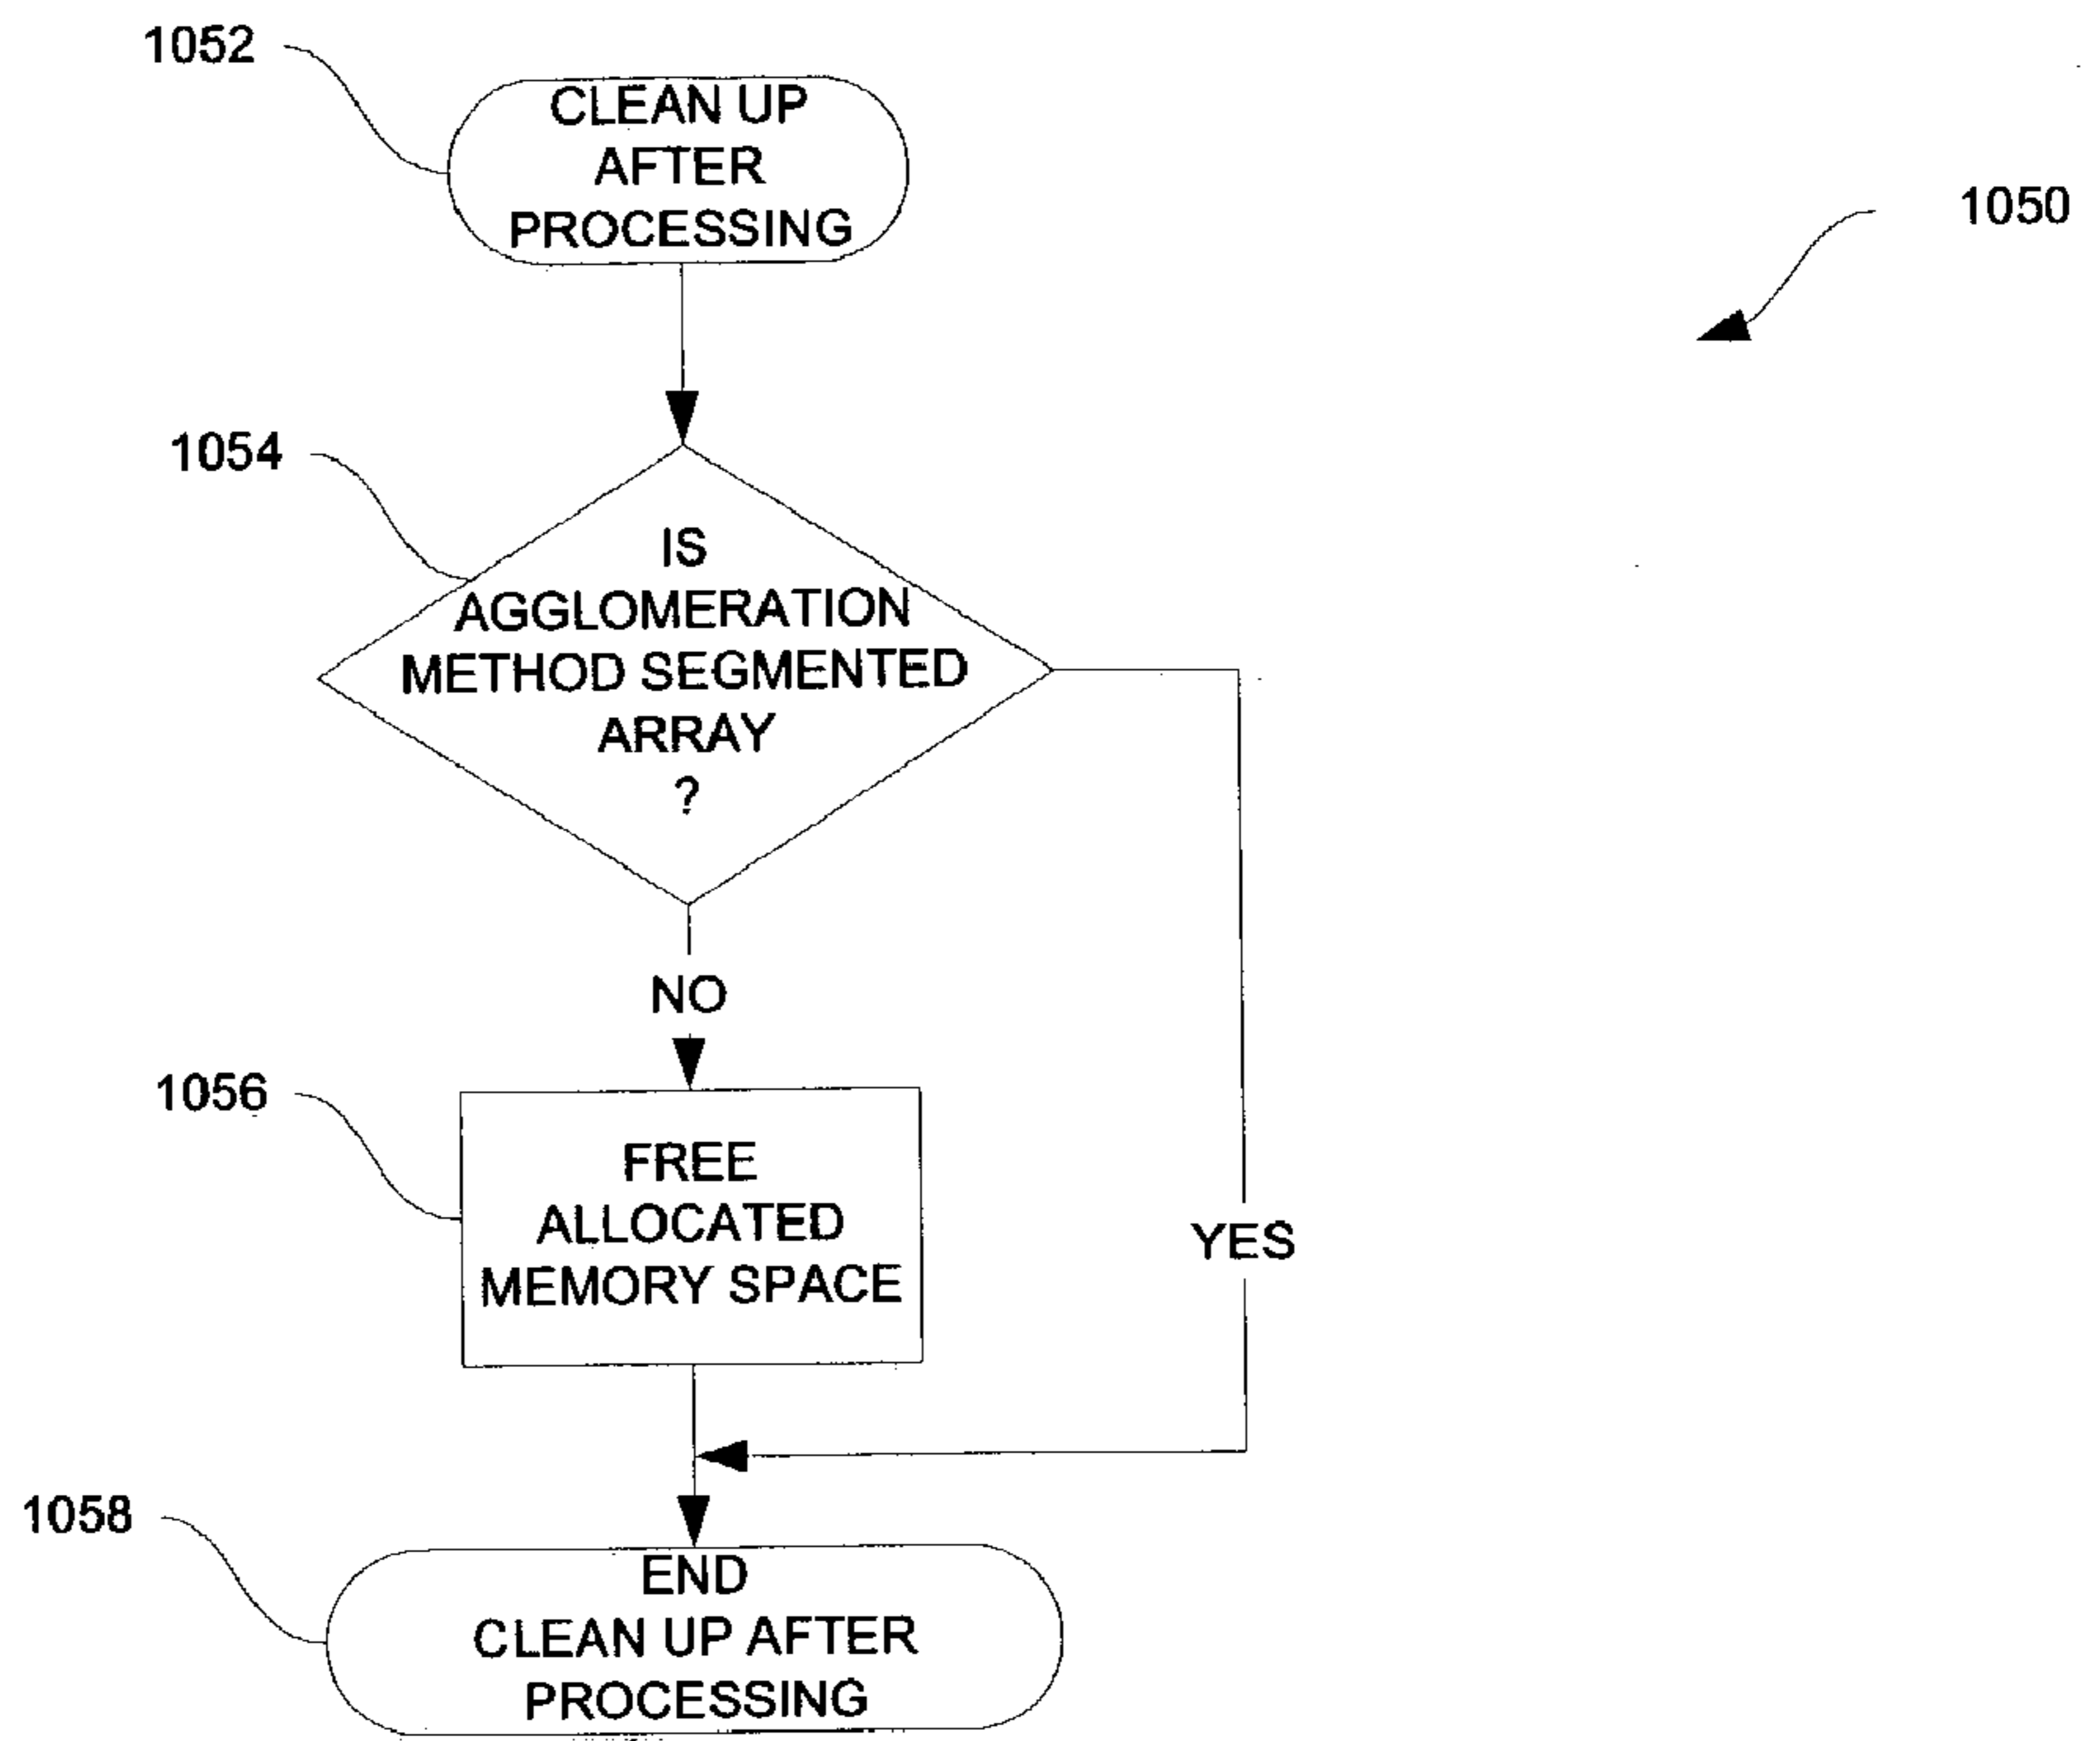 1052
CLEAN UP
AFTER
PROCESSING
1050
1054
IS
AGGLOMERATION
METHOD SEGMENTED
ARRAY
?
NO
1056
FREE
ALLOCATED
MEMORY SPACE
YES
1058
END
CLEAN UP AFTER
PROCESSING